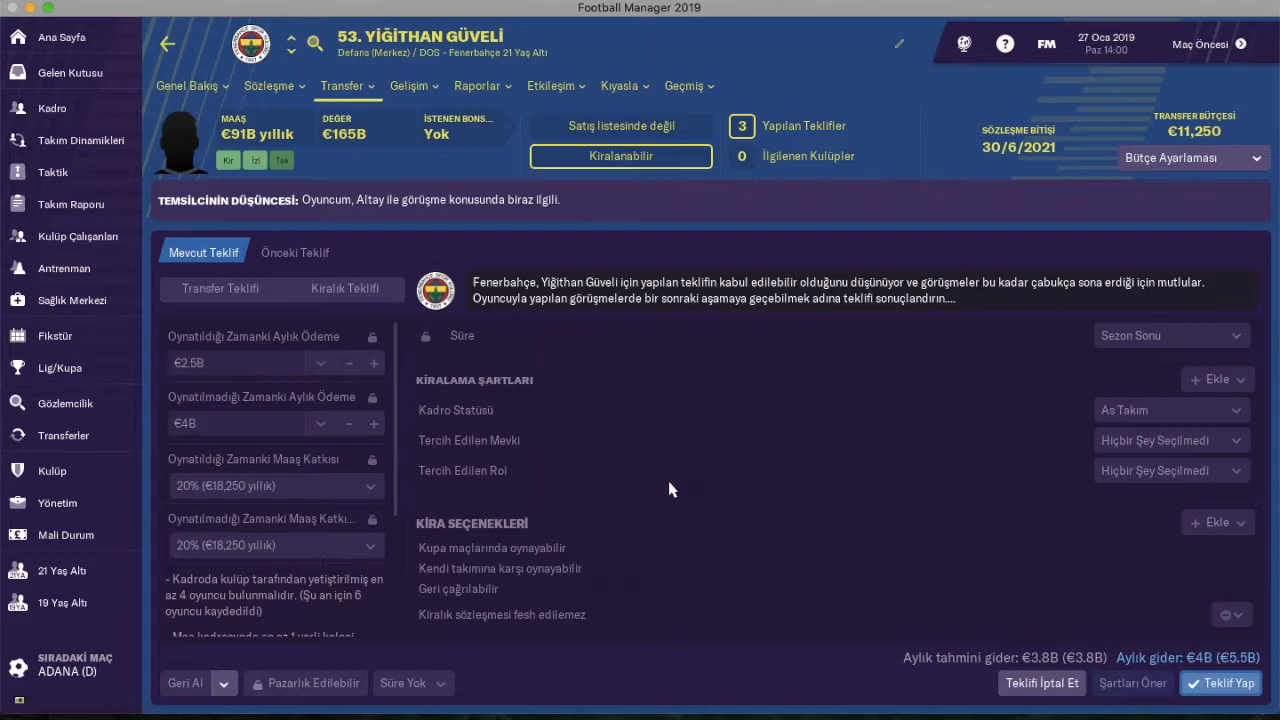 Football Manager 2019
Ana Sayfa
Gelen Kutusu
Kadro
Takım Dinamikleri
Taktik
Takım Raporu
Kulüp Çalışanları
Antrenman
Sağlık Merkezi
Fikstür
Lig/Kupa
Gözlemcilik
Transferler
Kulüp
Yönetim
Mali Durum
21 Yaş Altı
19 Yaş Altı
SIRADAKİ MAÇ
ADANA (D)
53. YİĞİTHAN GÜVELİ
Defans (Merkez) / DOS - Fenerbahçe 21 Yaş Altı
FM
27 Oca 2019
Paz 14:00
Maç Öncesi
Genel Bakış
Sözleşme
Transfer
Gelişim
Raporlar
Etkileşim
Kıyasla
Geçmiş
MAAŞ
€91B yıllık
DEĞER
€165B
İSTENEN BONS...
Yok
Kir
İzl
Tek
Satış listesinde değil
Kiralanabilir
3 Yapılan Teklifler
0 İlgilenen Kulüpler
SÖZLEŞME BİTİŞİ
30/6/2021
TRANSFER BÜTÇESİ
€11,250
Bütçe Ayarlaması
TEMSİLCİNİN DÜŞÜNCESİ: Oyuncum, Altay ile görüşme konusunda biraz ilgili.
Mevcut Teklif
Önceki Teklif
Transfer Teklifi
Kiralık Teklifi
Fenerbahçe, Yiğithan Güveli için yapılan teklifin kabul edilebilir olduğunu düşünüyor ve görüşmeler bu kadar çabukça sona erdiği için mutlular.
Oyuncuyla yapılan görüşmelerde bir sonraki aşamaya geçebilmek adına teklifi sonuçlandırın....
Oynatıldığı Zamanki Aylık Ödeme
€2.5B
Oynatılmadığı Zamanki Aylık Ödeme
€4B
Oynatıldığı Zamanki Maaş Katkısı
20% (€18,250 yıllık)
Oynatılmadığı Zamanki Maaş Katkı...
20% (€18,250 yıllık)
- Kadroda kulüp tarafından yetiştirilmiş en
az 4 oyuncu bulunmalıdır. (Şu an için 6
oyuncu kaydedildi)
Süre
Sezon Sonu
KİRALAMA ŞARTLARI
Ekle
Kadro Statüsü
As Takım
Tercih Edilen Mevki
Hiçbir Şey Seçilmedi
Tercih Edilen Rol
Hiçbir Şey Seçilmedi
KİRA SEÇENEKLERİ
Ekle
Kupa maçlarında oynayabilir
Kendi takımına karşı oynayabilir
Geri çağrılabilir
Kiralık sözleşmesi fesh edilemez
Aylık tahmini gider: €3.8B (€3.8B)
Aylık gider: €4B (€5.5B)
Geri Al
Pazarlık Edilebilir
Süre Yok
Teklifi İptal Et
Şartları Öner
Teklif Yap